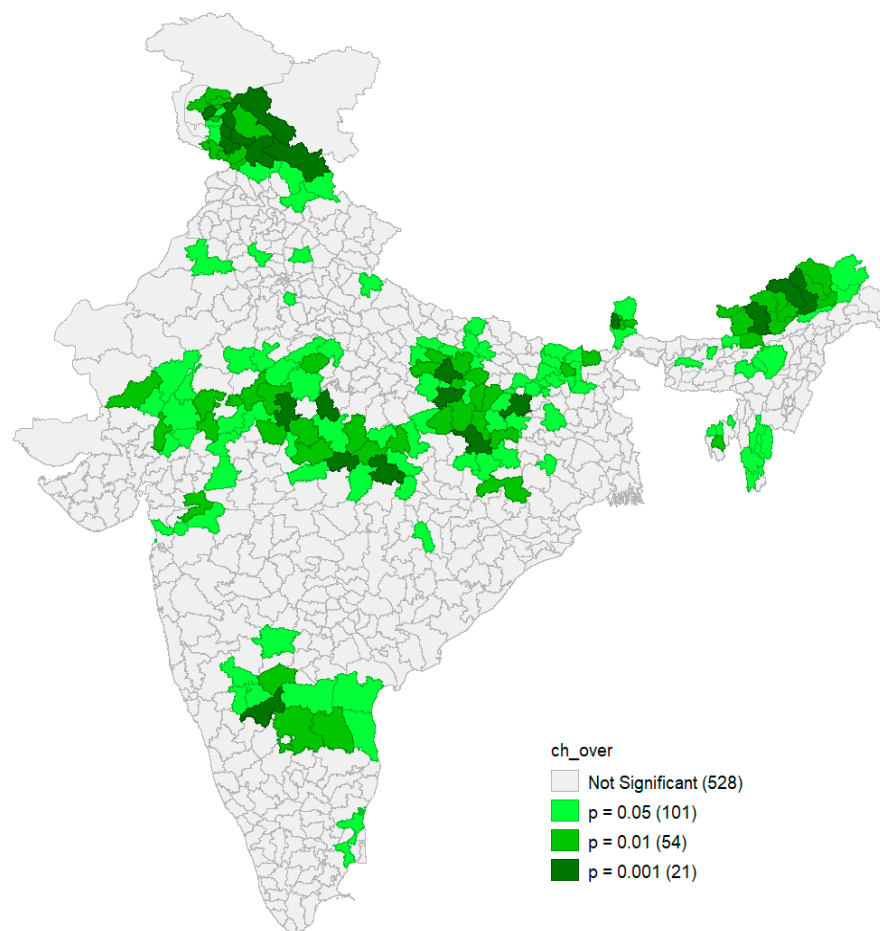 ch_over
Not Significant (528)
p = 0.05 (101)
p = 0.01 (54)
p = 0.001 (21)